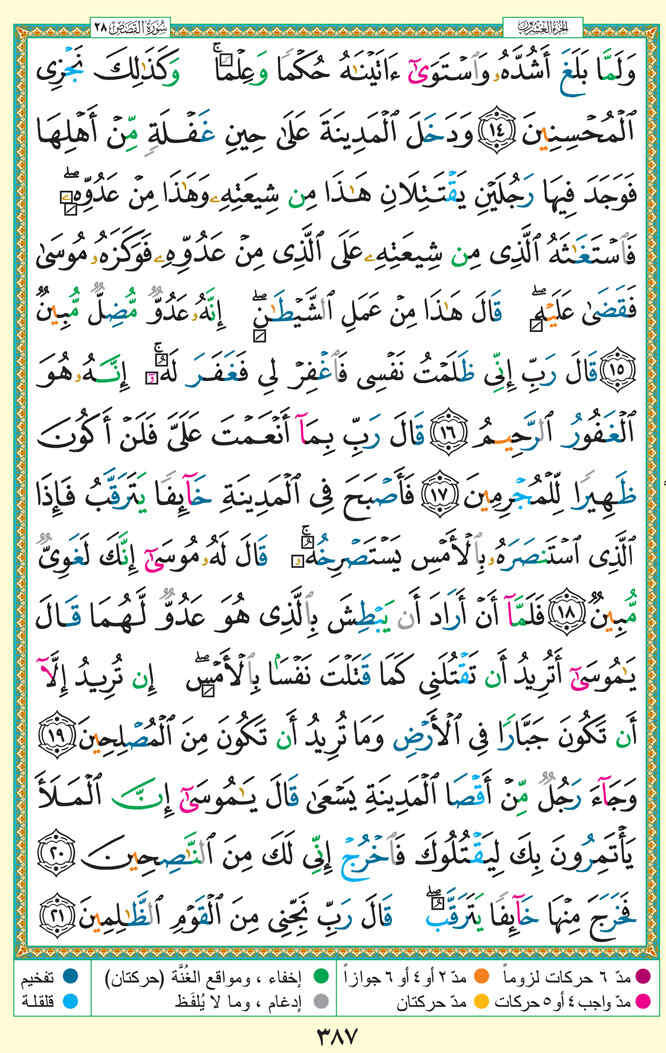 الجزء العشرون
سورة القصص ٢٨
وَلَمَّا بَلَغَ أَشُدَّهُۥ وَٱسْتَوَىٰٓ ءَاتَيْنَٰهُ حُكْمًا وَعِلْمًا ۚ وَكَذَٰلِكَ نَجْزِى
ٱلْمُحْسِنِينَ ١٤ وَدَخَلَ ٱلْمَدِينَةَ عَلَىٰ حِينِ غَفْلَةٍ مِّنْ أَهْلِهَا
فَوَجَدَ فِيهَا رَجُلَيْنِ يَقْتَتِلَانِ هَٰذَا مِن شِيعَتِهِۦ وَهَٰذَا مِنْ عَدُوِّهِۦ ۖ
فَٱسْتَغَٰثَهُ ٱلَّذِى مِن شِيعَتِهِۦ عَلَى ٱلَّذِى مِنْ عَدُوِّهِۦ فَوَكَزَهُۥ مُوسَىٰ
فَقَضَىٰ عَلَيْهِ ۖ قَالَ هَٰذَا مِنْ عَمَلِ ٱلشَّيْطَٰنِ ۖ إِنَّهُۥ عَدُوٌّ مُّضِلٌّ مُّبِينٌ
١٥ قَالَ رَبِّ إِنِّى ظَلَمْتُ نَفْسِى فَٱغْفِرْ لِى فَغَفَرَ لَهُۥٓ ۚ إِنَّهُۥ هُوَ
ٱلْغَفُورُ ٱلرَّحِيمُ ١٦ قَالَ رَبِّ بِمَآ أَنْعَمْتَ عَلَىَّ فَلَنْ أَكُونَ
ظَهِيرًا لِّلْمُجْرِمِينَ ١٧ فَأَصْبَحَ فِى ٱلْمَدِينَةِ خَآئِفًا يَتَرَقَّبُ فَإِذَا
ٱلَّذِى ٱسْتَنصَرَهُۥ بِٱلْأَمْسِ يَسْتَصْرِخُهُۥ ۚ قَالَ لَهُۥ مُوسَىٰٓ إِنَّكَ لَغَوِىٌّ
مُّبِينٌ ١٨ فَلَمَّآ أَنْ أَرَادَ أَن يَبْطِشَ بِٱلَّذِى هُوَ عَدُوٌّ لَّهُمَا قَالَ
يَٰمُوسَىٰٓ أَتُرِيدُ أَن تَقْتُلَنِى كَمَا قَتَلْتَ نَفْسًۢا بِٱلْأَمْسِ ۖ إِن تُرِيدُ إِلَّآ
أَن تَكُونَ جَبَّارًا فِى ٱلْأَرْضِ وَمَا تُرِيدُ أَن تَكُونَ مِنَ ٱلْمُصْلِحِينَ ١٩
وَجَآءَ رَجُلٌ مِّنْ أَقْصَا ٱلْمَدِينَةِ يَسْعَىٰ قَالَ يَٰمُوسَىٰٓ إِنَّ ٱلْمَلَأَ
يَأْتَمِرُونَ بِكَ لِيَقْتُلُوكَ فَٱخْرُجْ إِنِّى لَكَ مِنَ ٱلنَّٰصِحِينَ ٢٠
فَخَرَجَ مِنْهَا خَآئِفًا يَتَرَقَّبُ ۖ قَالَ رَبِّ نَجِّنِى مِنَ ٱلْقَوْمِ ٱلظَّٰلِمِينَ ٢١
مدّ ٦ حركات لزوماً مدّ ٢ أو ٤ أو ٦ جوازاً إخفاء ، ومواقع الغُنَّة (حركتان) تفخيم
مدّ واجب ٤ أو ٥ حركات مدّ حركتان إدغام ، وما لا يُلفَظ قلقلة
٣٨٧